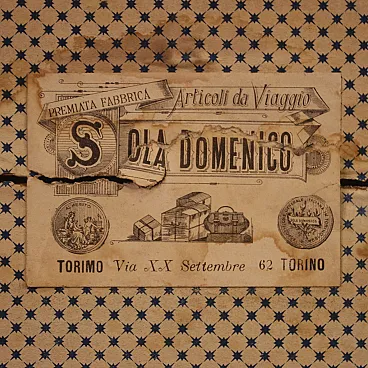 PREMIATA FABBRICA
Articoli da Viaggio
SOLA DOMENICO
TORIMO Via XX Settembre 62 TORINO